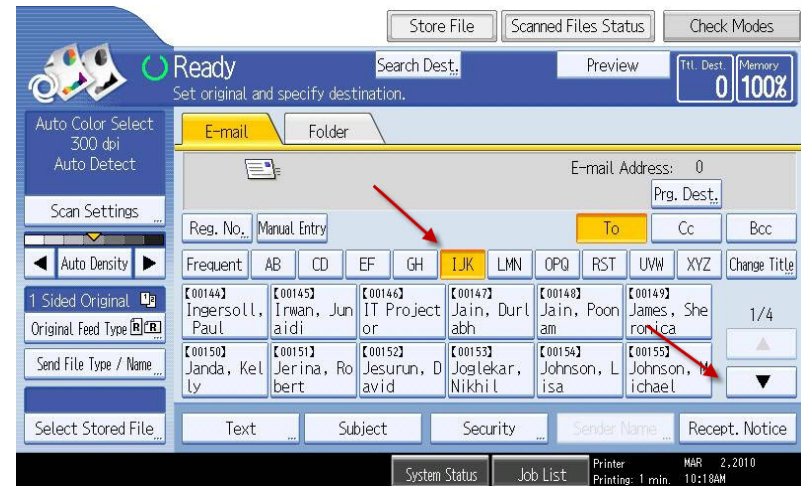 Store File
Scanned Files Status
Check Modes
Ready
Search Dest.
Preview
Ttl. Dest.
0
Memory
100%
Set original and specify destination.
Auto Color Select
300 dpi
Auto Detect
E-mail
Folder
E-mail Address: 0
Prg. Dest.
Scan Settings
Reg. No.
Manual Entry
To
Cc
Bcc
Auto Density
Frequent
AB
CD
EF
GH
IJK
LMN
OPQ
RST
UVW
XYZ
Change Title
1 Sided Original
Original Feed Type
Send File Type / Name
Select Stored File
【00144】
Ingersoll,
Paul
【00145】
Irwan, Jun
aidi
【00146】
IT Project
or
【00147】
Jain, Durl
abh
【00148】
Jain, Poon
am
【00149】
James, She
ronica
1/4
【00150】
Janda, Kel
ly
【00151】
Jerina, Ro
bert
【00152】
Jesurun, D
avid
【00153】
Joglekar,
Nikhil
【00154】
Johnson, L
isa
【00155】
Johnson, M
ichael
Text
Subject
Security
Sender Name
Recept. Notice
System Status
Job List
Printer
Printing: 1 min.
MAR 2,2010
10:18AM